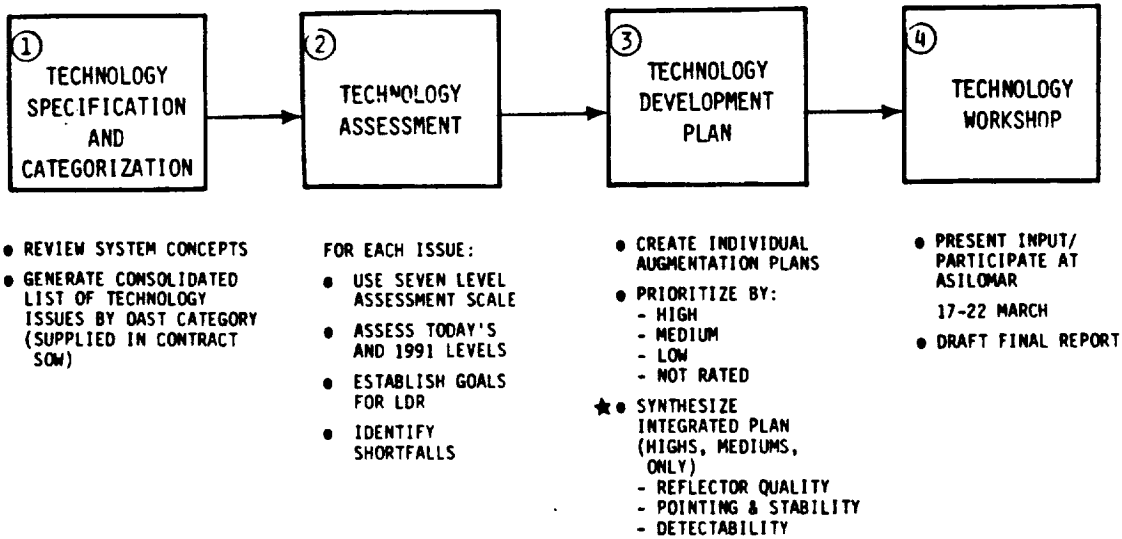 1
TECHNOLOGY
SPECIFICATION
AND
CATEGORIZATION
2
TECHNOLOGY
ASSESSMENT
3
TECHNOLOGY
DEVELOPMENT
PLAN
4
TECHNOLOGY
WORKSHOP
● REVIEW SYSTEM CONCEPTS
● GENERATE CONSOLIDATED
LIST OF TECHNOLOGY
ISSUES BY OAST CATEGORY
(SUPPLIED IN CONTRACT
SOW)
FOR EACH ISSUE:
● USE SEVEN LEVEL
ASSESSMENT SCALE
● ASSESS TODAY'S
AND 1991 LEVELS
● ESTABLISH GOALS
FOR LDR
● IDENTIFY
SHORTFALLS
● CREATE INDIVIDUAL
AUGMENTATION PLANS
● PRIORITIZE BY:
- HIGH
- MEDIUM
- LOW
- NOT RATED
★ ● SYNTHESIZE
INTEGRATED PLAN
(HIGHS, MEDIUMS,
ONLY)
- REFLECTOR QUALITY
- POINTING & STABILITY
- DETECTABILITY
● PRESENT INPUT/
PARTICIPATE AT
ASILOMAR
17-22 MARCH
● DRAFT FINAL REPORT